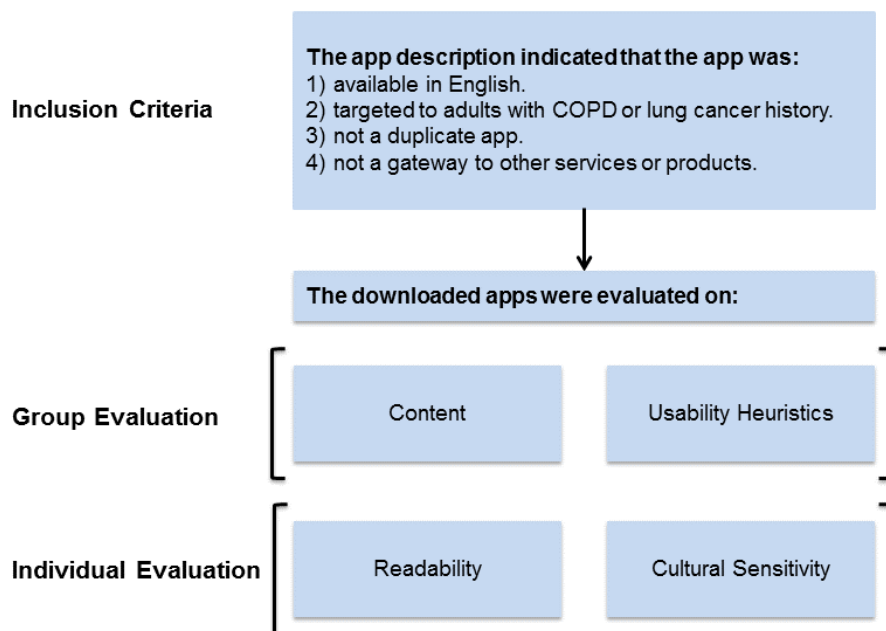 The app description indicated that the app was:
1) available in English.
Inclusion Criteria
2) targeted to adults with COPD or lung cancer history.
3) not a duplicate app.
4) not a gateway to other services or products.
The downloaded apps were evaluated on:
Group Evaluation
Content
Usability Heuristics
Individual Evaluation
Readability
Cultural Sensitivity